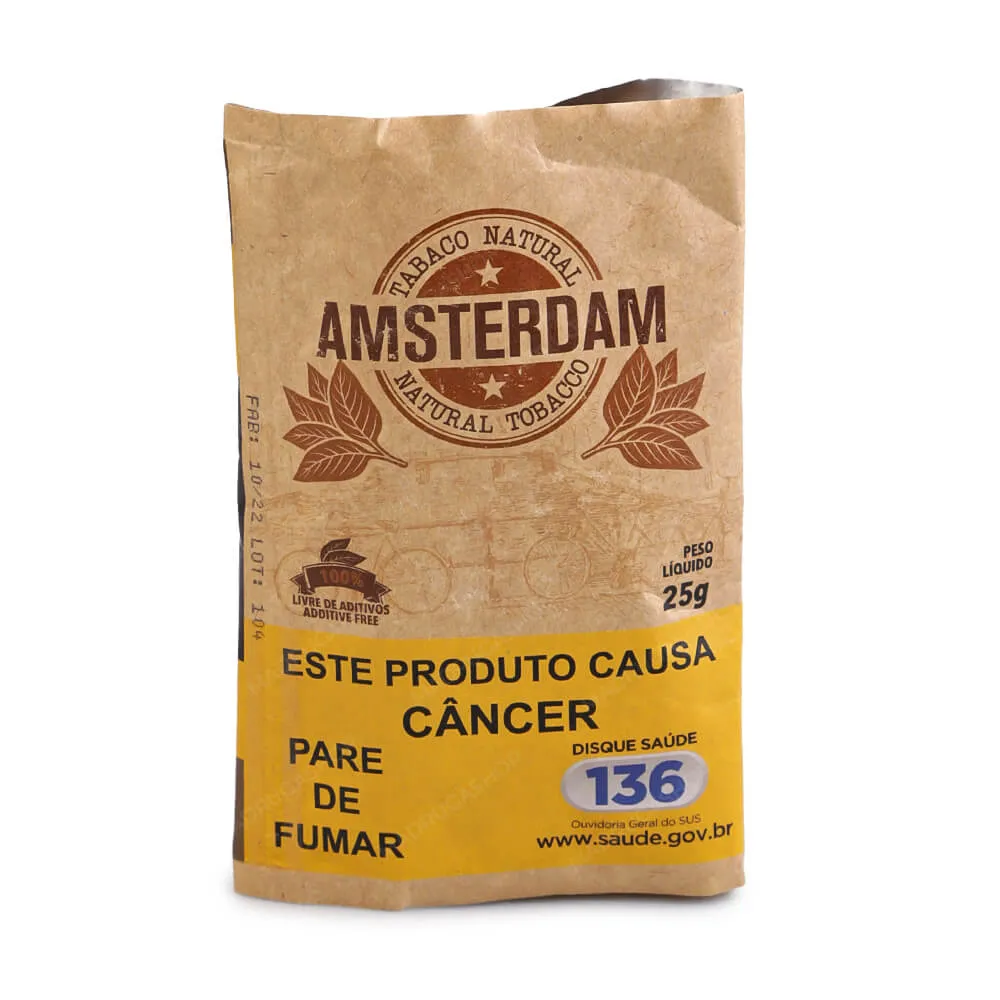 TABACO NATURAL
AMSTERDAM
NATURAL TOBACCO
FAB: 10/22 LOT: 104
100%
LIVRE DE ADITIVOS
ADDITIVE FREE
PESO
LÍQUIDO
25g
ESTE PRODUTO CAUSA
CÂNCER
PARE
DE
FUMAR
DISQUE SAÚDE
136
Ouvidoria Geral do SUS
www.saude.gov.br